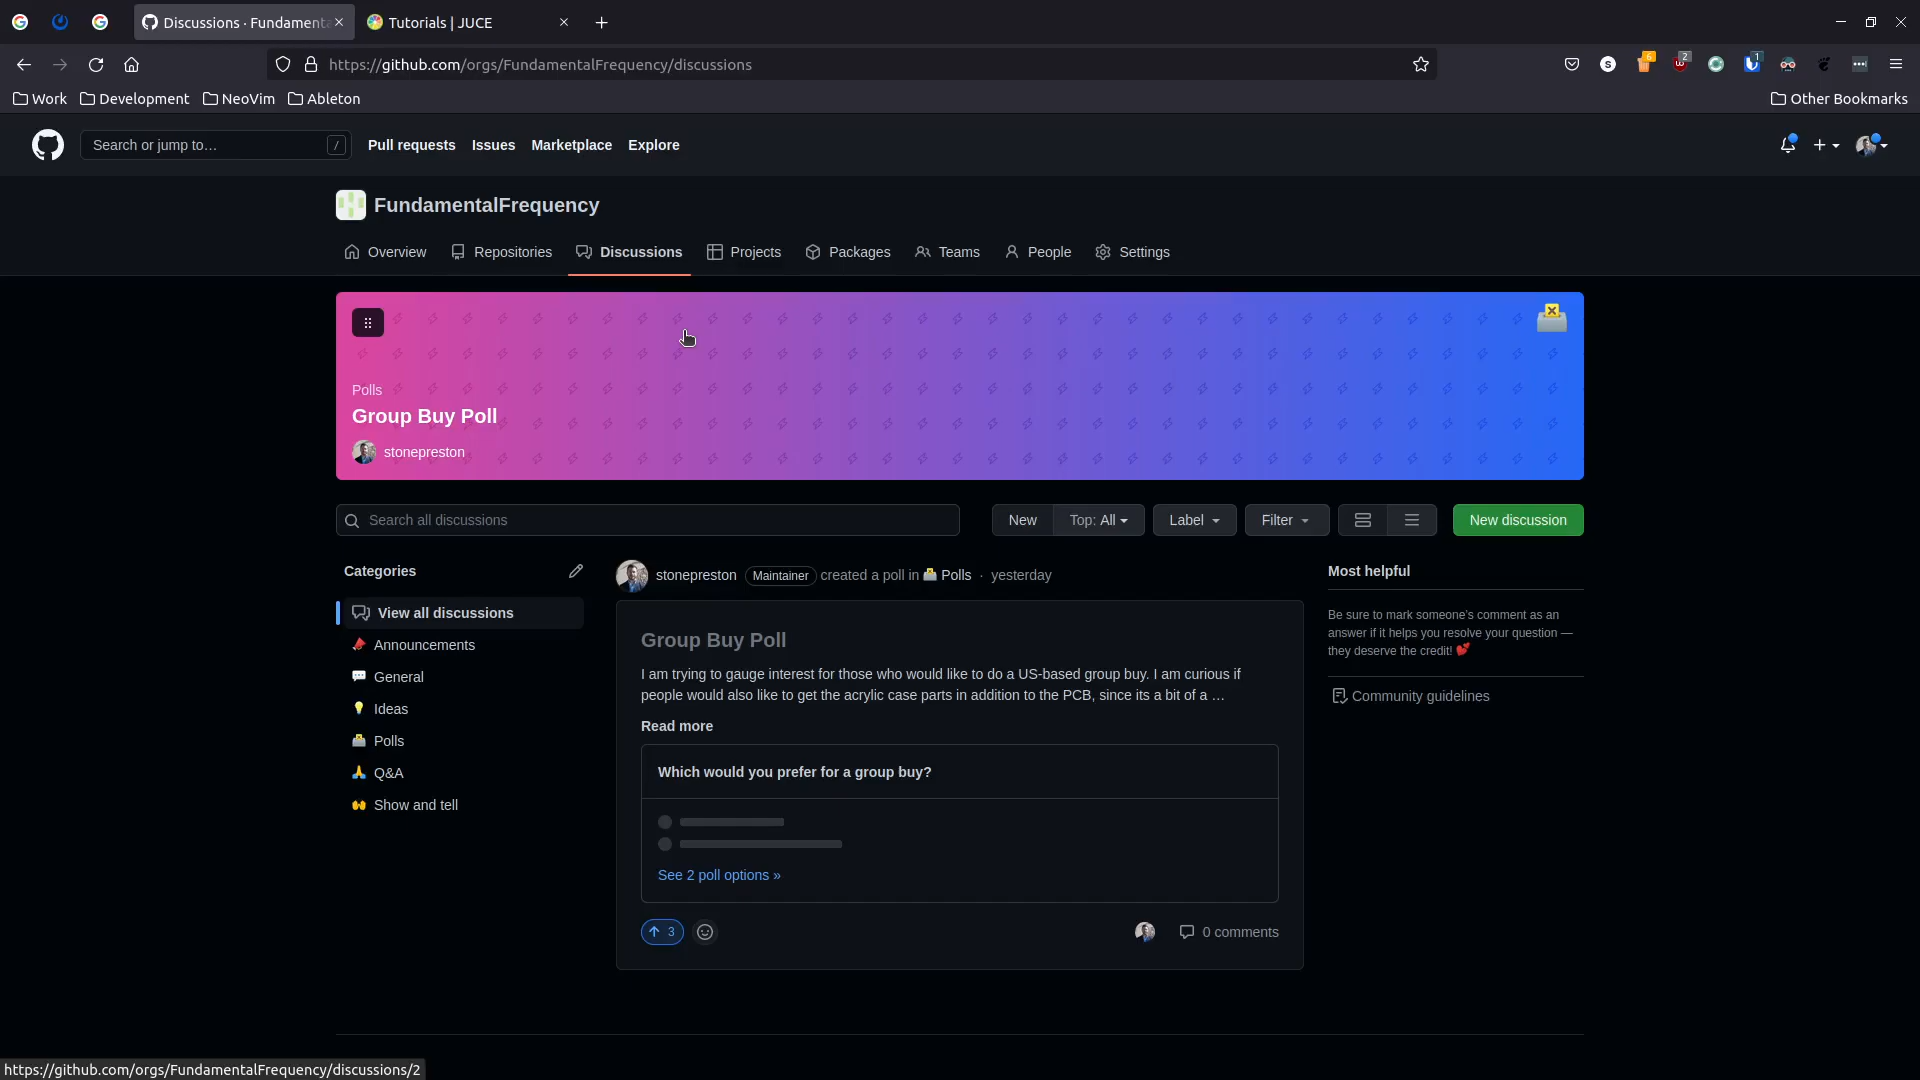 Discussions · Fundamenta
Tutorials | JUCE
https://github.com/orgs/FundamentalFrequency/discussions
S
6
2
1
Work
Development
NeoVim
Ableton
Other Bookmarks
Search or jump to…
/
Pull requests
Issues
Marketplace
Explore
FundamentalFrequency
Overview
Repositories
Discussions
Projects
Packages
Teams
People
Settings
Polls
Group Buy Poll
stonepreston
Search all discussions
New
Top: All
Label
Filter
New discussion
Categories
View all discussions
Announcements
General
Ideas
Polls
Q&A
Show and tell
stonepreston Maintainer created a poll in Polls · yesterday
Group Buy Poll
I am trying to gauge interest for those who would like to do a US-based group buy. I am curious if
people would also like to get the acrylic case parts in addition to the PCB, since its a bit of a …
Read more
Which would you prefer for a group buy?
See 2 poll options »
3
0 comments
Most helpful
Be sure to mark someone's comment as an
answer if it helps you resolve your question —
they deserve the credit!
Community guidelines
https://github.com/orgs/FundamentalFrequency/discussions/2